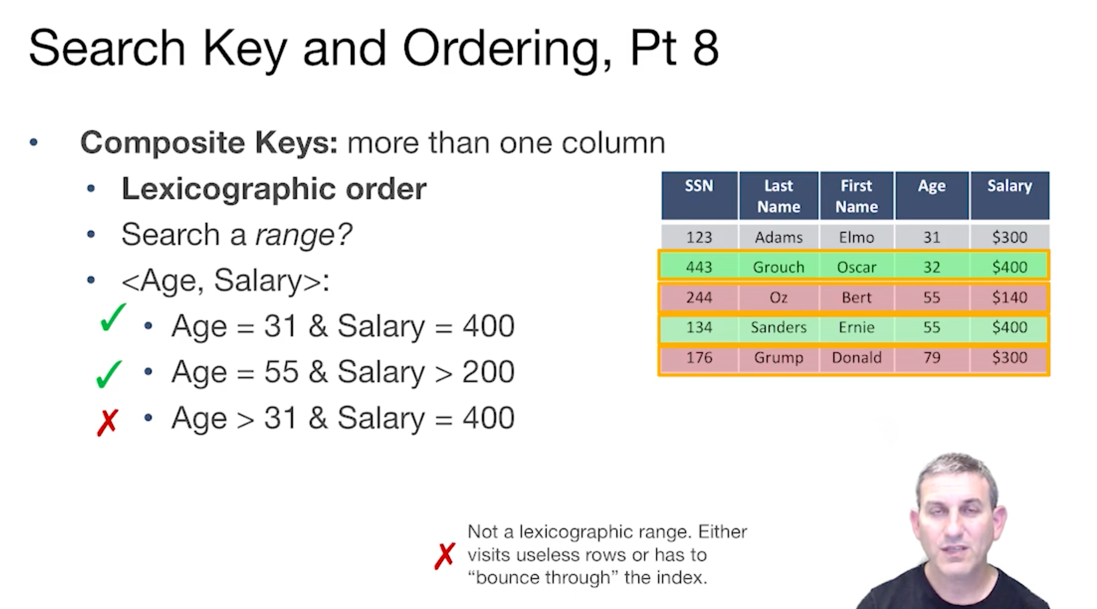 Search Key and Ordering, Pt 8
• Composite Keys: more than one column
• Lexicographic order
• Search a range?
• <Age, Salary>:
✓ • Age = 31 & Salary = 400
✓ • Age = 55 & Salary > 200
✗ • Age > 31 & Salary = 400
SSN Last Name First Name Age Salary
123 Adams Elmo 31 $300
443 Grouch Oscar 32 $400
244 Oz Bert 55 $140
134 Sanders Ernie 55 $400
176 Grump Donald 79 $300
Not a lexicographic range. Either
✗ visits useless rows or has to
“bounce through” the index.